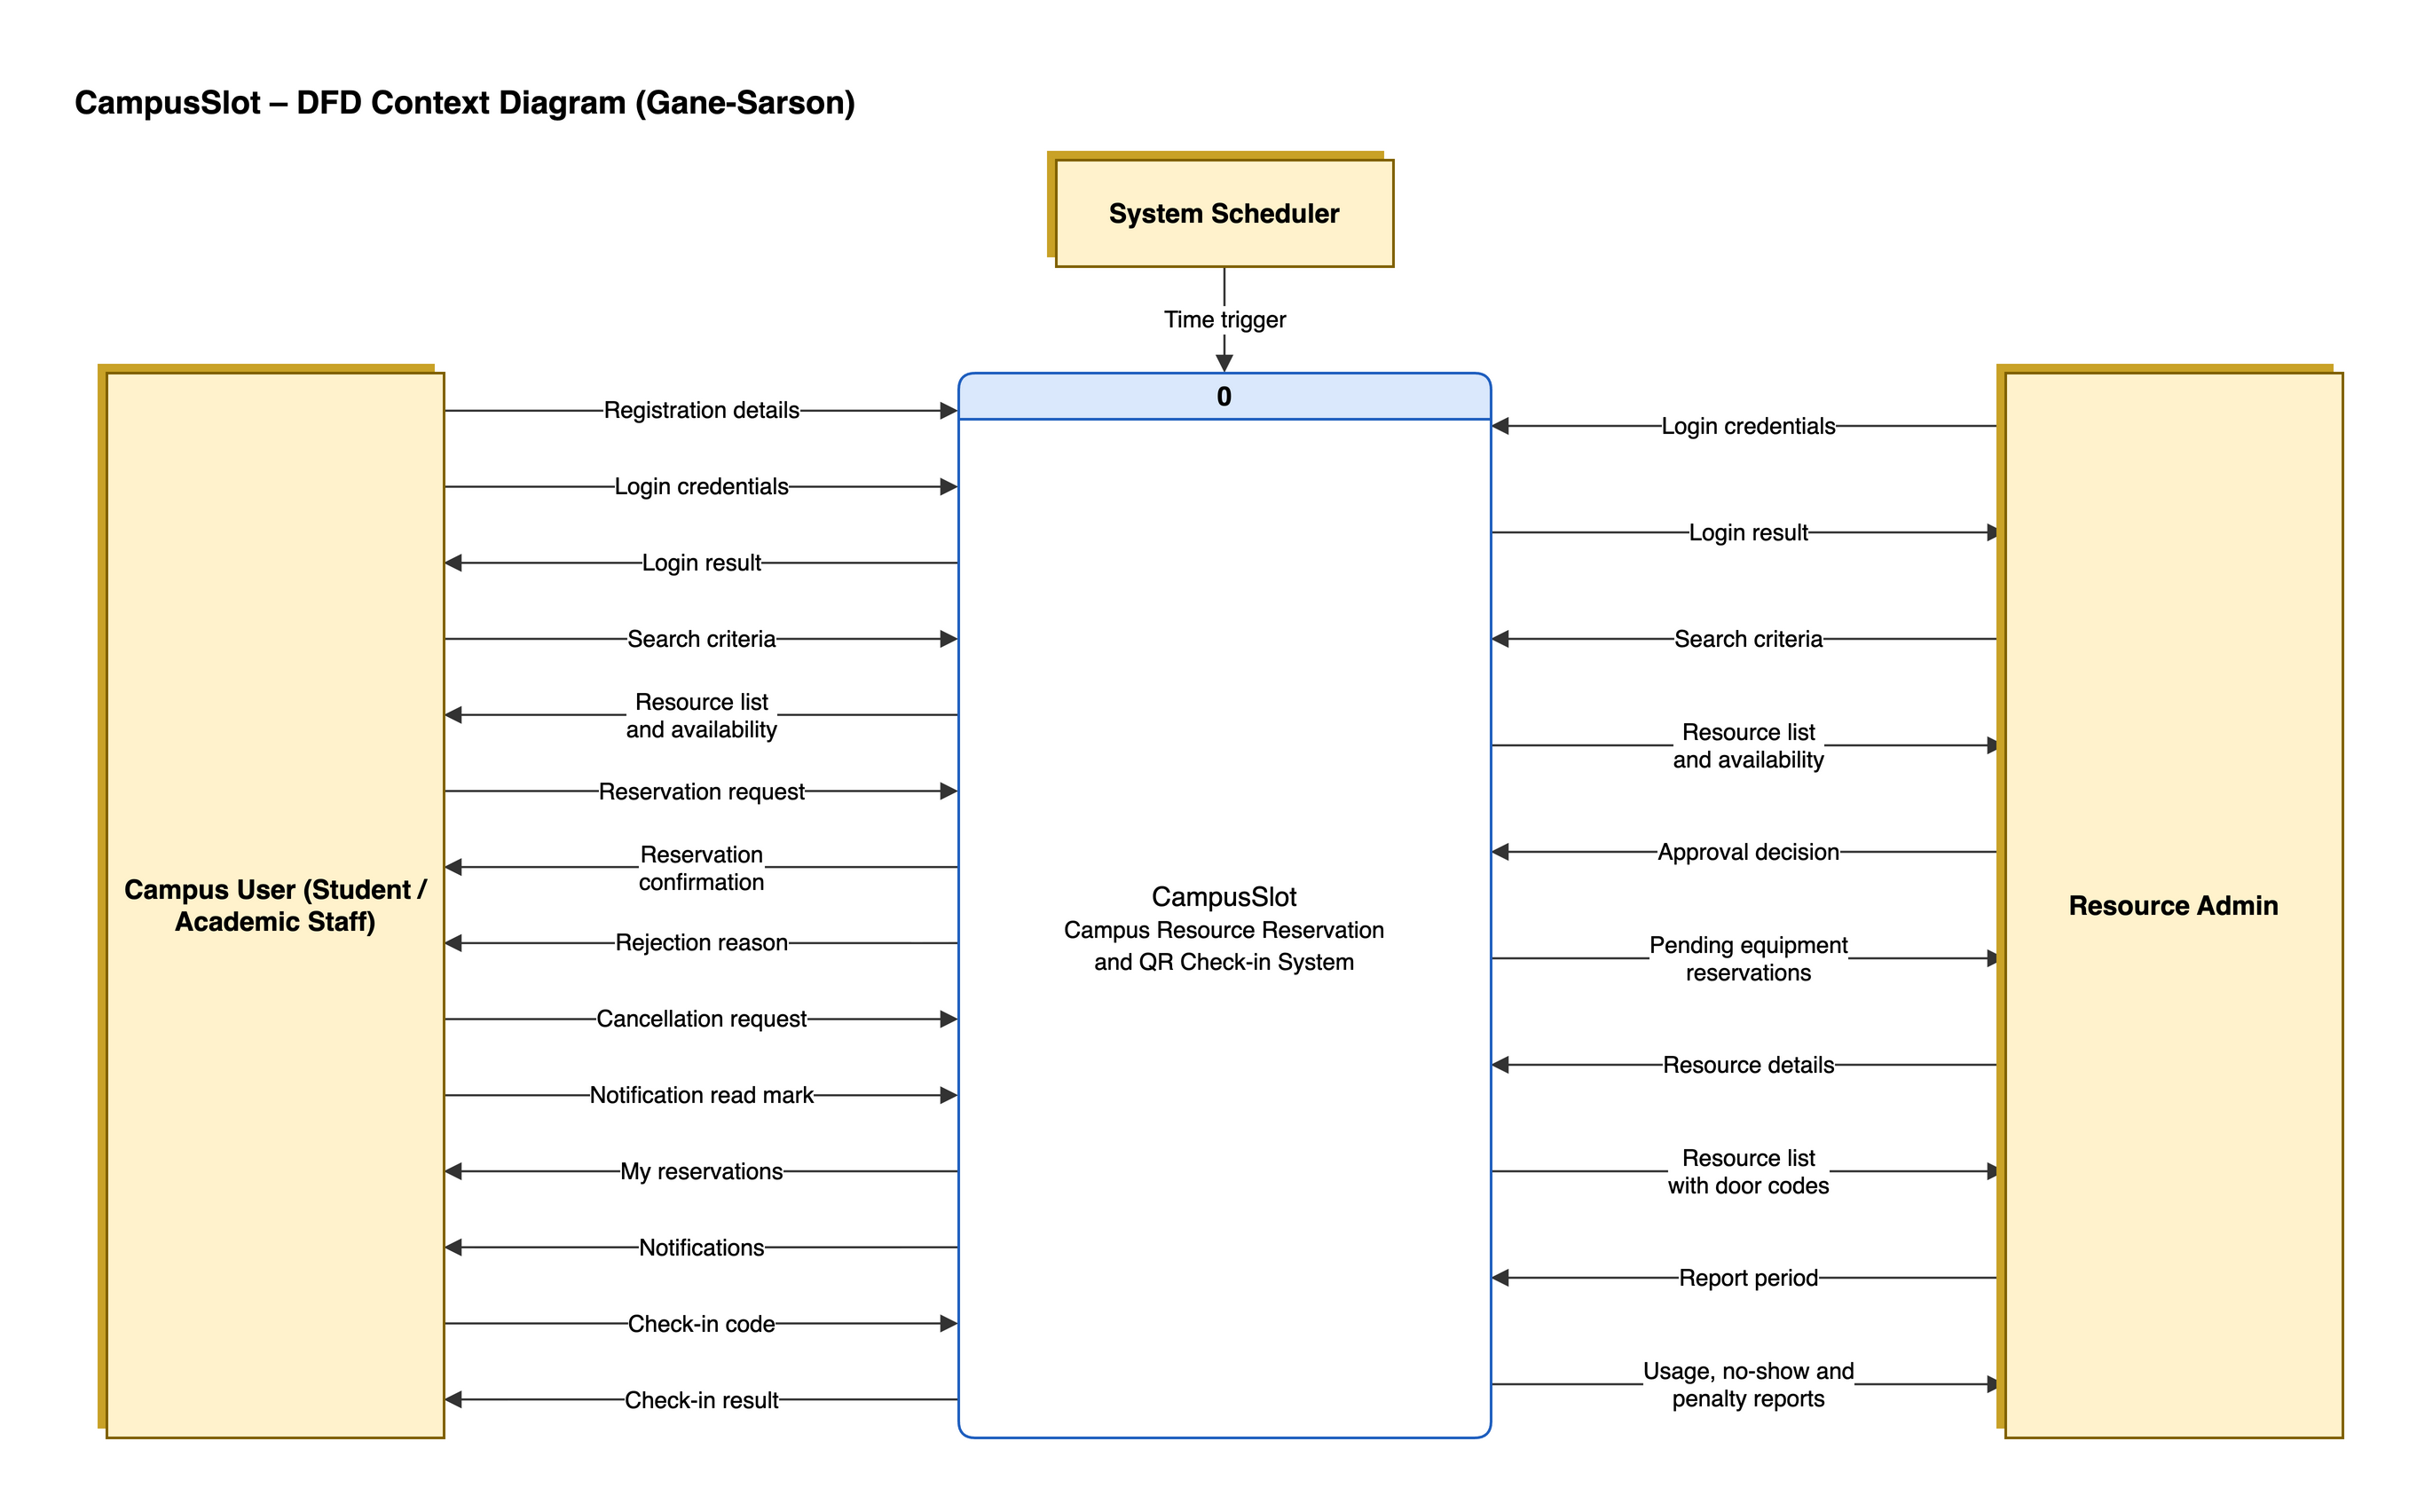 CampusSlot – DFD Context Diagram (Gane-Sarson)
System Scheduler
Time trigger
0
CampusSlot
Campus Resource Reservation
and QR Check-in System
Campus User (Student /
Academic Staff)
Registration details
Login credentials
Login result
Search criteria
Resource list
and availability
Reservation request
Reservation
confirmation
Rejection reason
Cancellation request
Notification read mark
My reservations
Notifications
Check-in code
Check-in result
Login credentials
Login result
Search criteria
Resource list
and availability
Approval decision
Pending equipment
reservations
Resource details
Resource list
with door codes
Report period
Usage, no-show and
penalty reports
Resource Admin